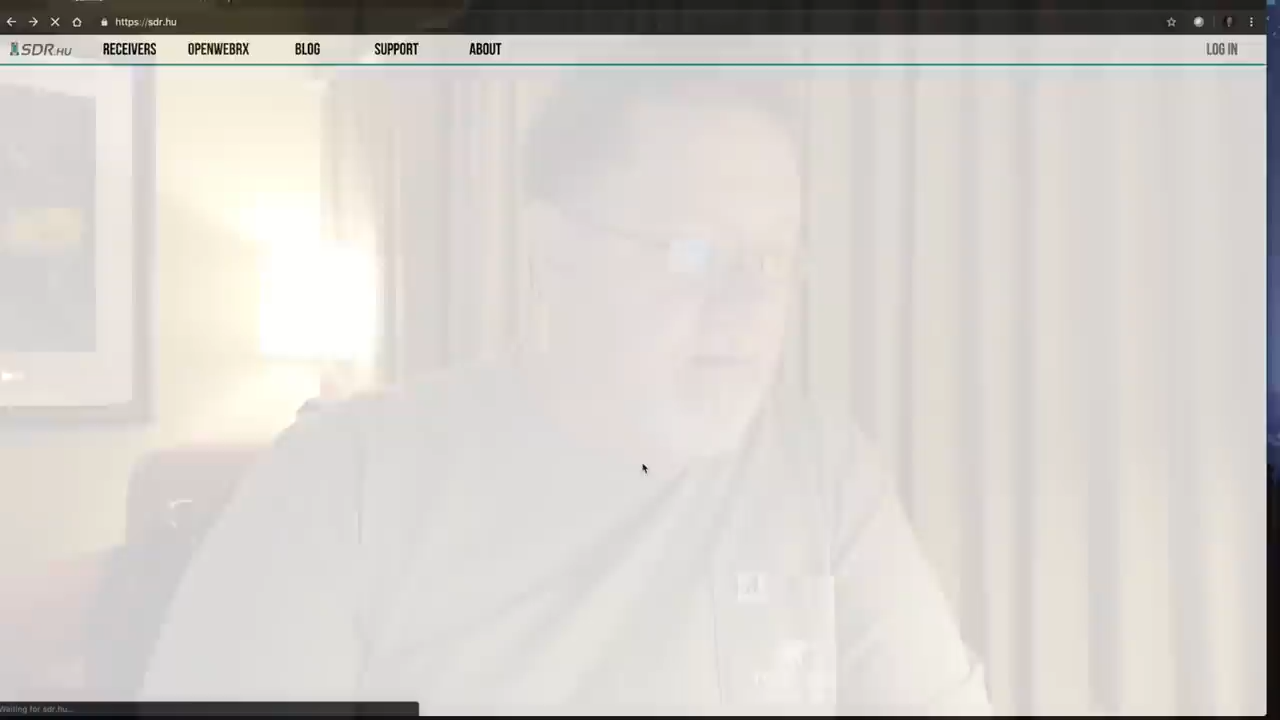 https://sdr.hu
SDR.HU RECEIVERS OPENWEBRX BLOG SUPPORT ABOUT LOG IN
Waiting for sdr.hu...